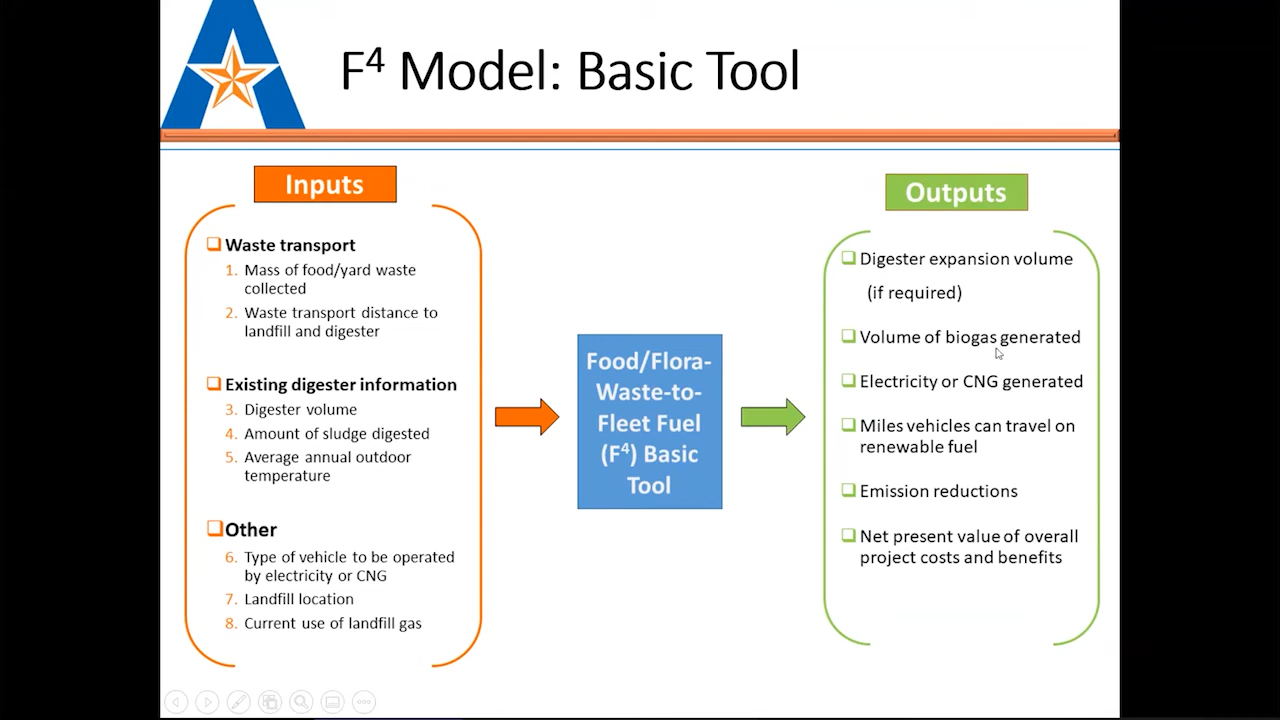 F⁴ Model: Basic Tool
Inputs
Waste transport
1. Mass of food/yard waste
collected
2. Waste transport distance to
landfill and digester
Existing digester information
3. Digester volume
4. Amount of sludge digested
5. Average annual outdoor
temperature
Other
6. Type of vehicle to be operated
by electricity or CNG
7. Landfill location
8. Current use of landfill gas
Food/Flora-
Waste-to-
Fleet Fuel
(F⁴) Basic
Tool
Outputs
Digester expansion volume
(if required)
Volume of biogas generated
Electricity or CNG generated
Miles vehicles can travel on
renewable fuel
Emission reductions
Net present value of overall
project costs and benefits